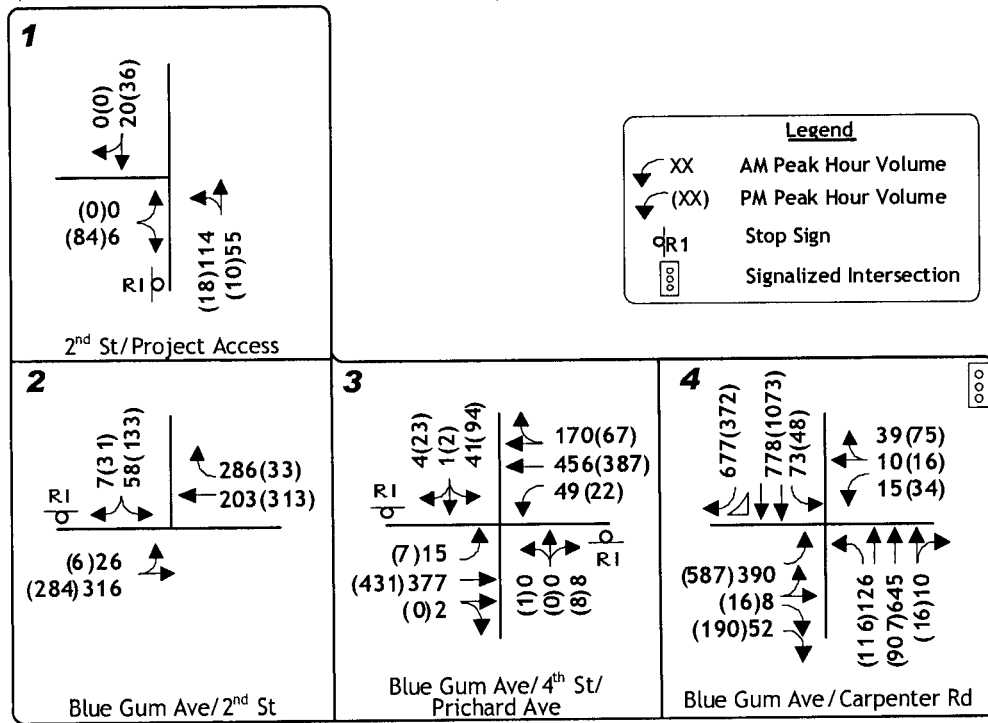 1
0(0)
20(36)
(0)0
(84)6
R1
(18)114
(10)55
2nd St/Project Access
Legend
XX AM Peak Hour Volume
(XX) PM Peak Hour Volume
R1 Stop Sign
Signalized Intersection
2
7(31)
58(133)
R1
286(33)
203(313)
(6)26
(284)316
Blue Gum Ave/2nd St
3
4(23)
1(2)
41(94)
R1
170(67)
456(387)
49(22)
(7)15
(431)377
(0)2
(1)0
(0)0
(8)8
R1
Blue Gum Ave/4th St/
Prichard Ave
4
677(372)
778(1073)
73(48)
39(75)
10(16)
15(34)
(587)390
(16)8
(190)52
(116)126
(907)645
(16)10
Blue Gum Ave/Carpenter Rd